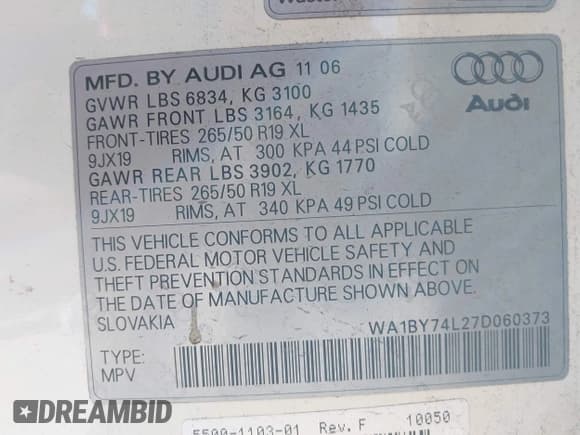 MFD. BY AUDI AG 11 06
GVWR LBS 6834, KG 3100
GAWR FRONT LBS 3164, KG 1435
FRONT-TIRES 265/50 R19 XL
9JX19 RIMS, AT 300 KPA 44 PSI COLD
GAWR REAR LBS 3902, KG 1770
REAR-TIRES 265/50 R19 XL
9JX19 RIMS, AT 340 KPA 49 PSI COLD
Audi
THIS VEHICLE CONFORMS TO ALL APPLICABLE
U.S. FEDERAL MOTOR VEHICLE SAFETY AND
THEFT PREVENTION STANDARDS IN EFFECT ON
THE DATE OF MANUFACTURE SHOWN ABOVE.
SLOVAKIA WA1BY74L27D060373
TYPE:
MPV
5509-1103-01 Rev. F 10050
DREAMBID